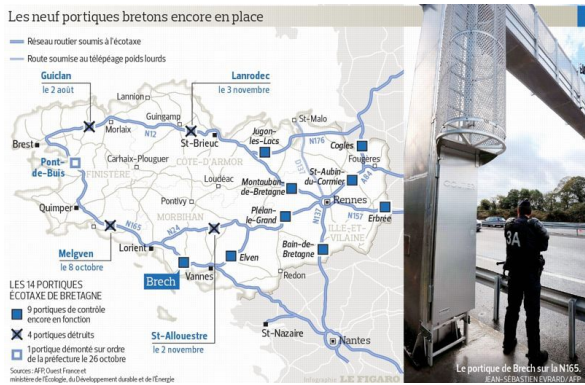 Les neuf portiques bretons encore en place
Réseau routier soumis à l'écotaxe
Route soumise au télépéage poids lourds
Guiclan
le 2 août
Lanrodec
le 3 novembre
Lannion
Guingamp
Morlaix
N12
St-Brieuc
Brest
Pont-
de-Buis
FINISTÈRE
Carhaix-Plouguer
CÔTE-D'ARMOR
Loudéac
Jugon-
les-Lacs
St-Malo
N176
D137
Cogles
Fougères
St-Aubin-
du-Cormier
A84
Montauban-
de-Bretagne
Rennes
Quimper
Pontivy
MORBIHAN
Plélan-
le-Grand
N137
N157
Erbrée
ILLE-ET-
VILAINE
N165
N24
Melgven
le 8 octobre
Lorient
Bain-de-
Bretagne
Elven
Brech
Vannes
Redon
LES 14 PORTIQUES
ÉCOTAXE DE BRETAGNE
9 portiques de contrôle
encore en fonction
4 portiques détruits
1 portique démonté sur ordre
de la préfecture le 26 octobre
St-Allouestre
le 2 novembre
St-Nazaire
Nantes
Sources : AFP, Ouest France et
ministère de l'Écologie, du Développement durable et de l'Énergie
LE FIGARO
3A
Le portique de Brech sur la N165.
JEAN-SÉBASTIEN EVRARD/AFP